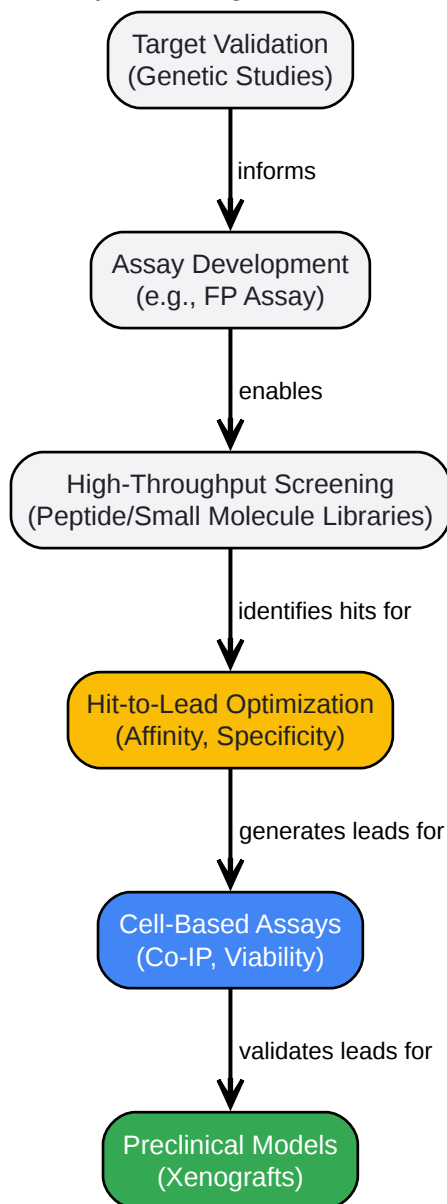 Target Validation
(Genetic Studies)
informs
Assay Development
(e.g., FP Assay)
enables
High-Throughput Screening
(Peptide/Small Molecule Libraries)
identifies hits for
Hit-to-Lead Optimization
(Affinity, Specificity)
generates leads for
Cell-Based Assays
(Co-IP, Viability)
validates leads for
Preclinical Models
(Xenografts)